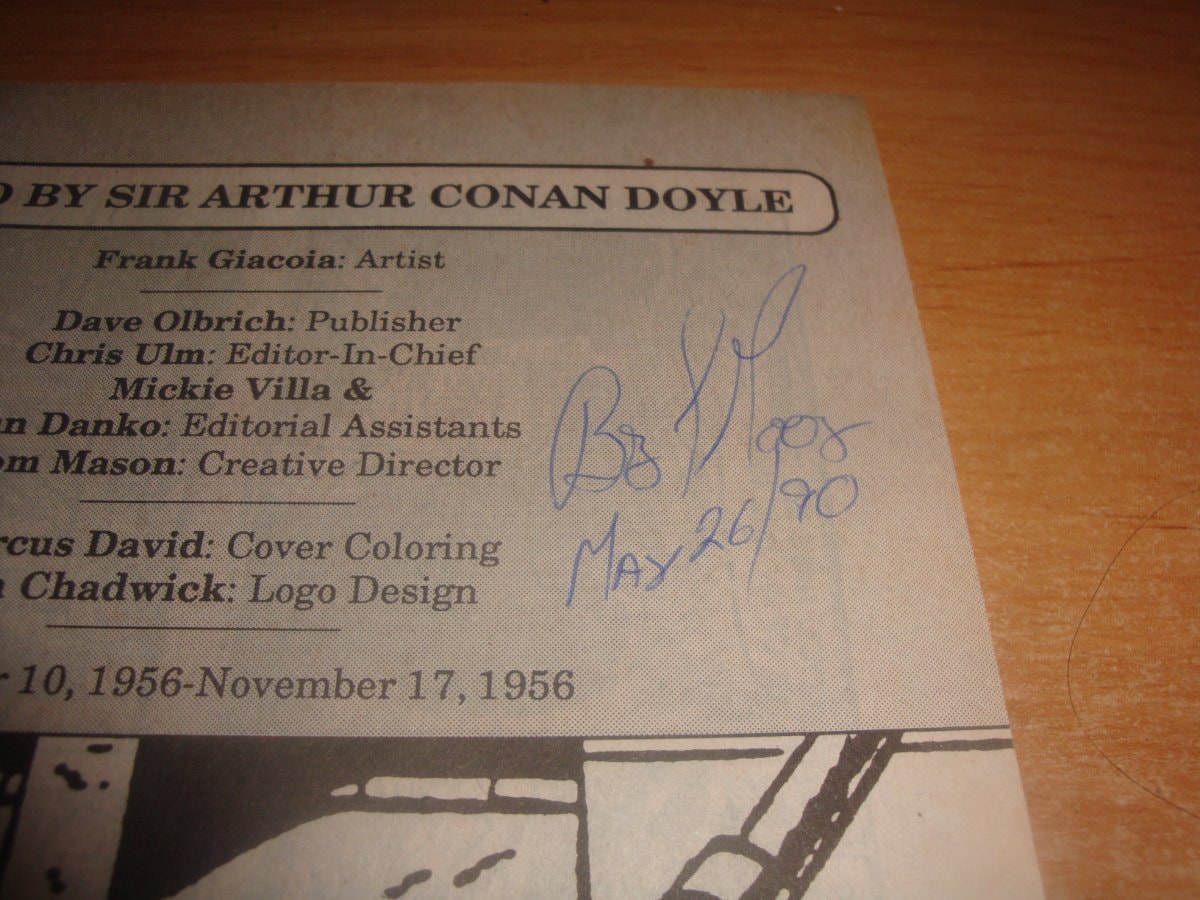 BY SIR ARTHUR CONAN DOYLE
Frank Giacoia: Artist
Dave Olbrich: Publisher
Chris Ulm: Editor-In-Chief
Mickie Villa &
n Danko: Editorial Assistants
om Mason: Creative Director
rcus David: Cover Coloring
Chadwick: Logo Design
10, 1956-November 17, 1956
May 26/90